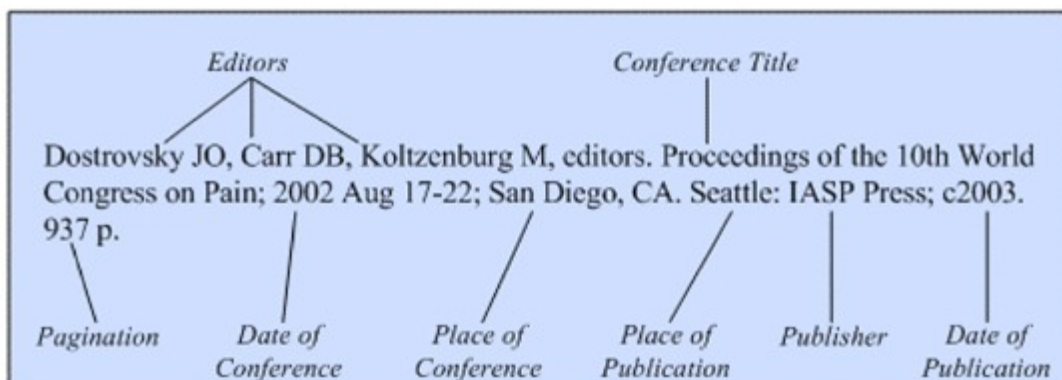 Editors Conference Title
Dostrovsky JO, Carr DB, Koltzenburg M, editors. Proceedings of the 10th World
Congress on Pain; 2002 Aug 17-22; San Diego, CA. Seattle: IASP Press; c2003.
937 p.
Pagination Date of Place of Place of Publisher Date of
Conference Conference Publication Publication